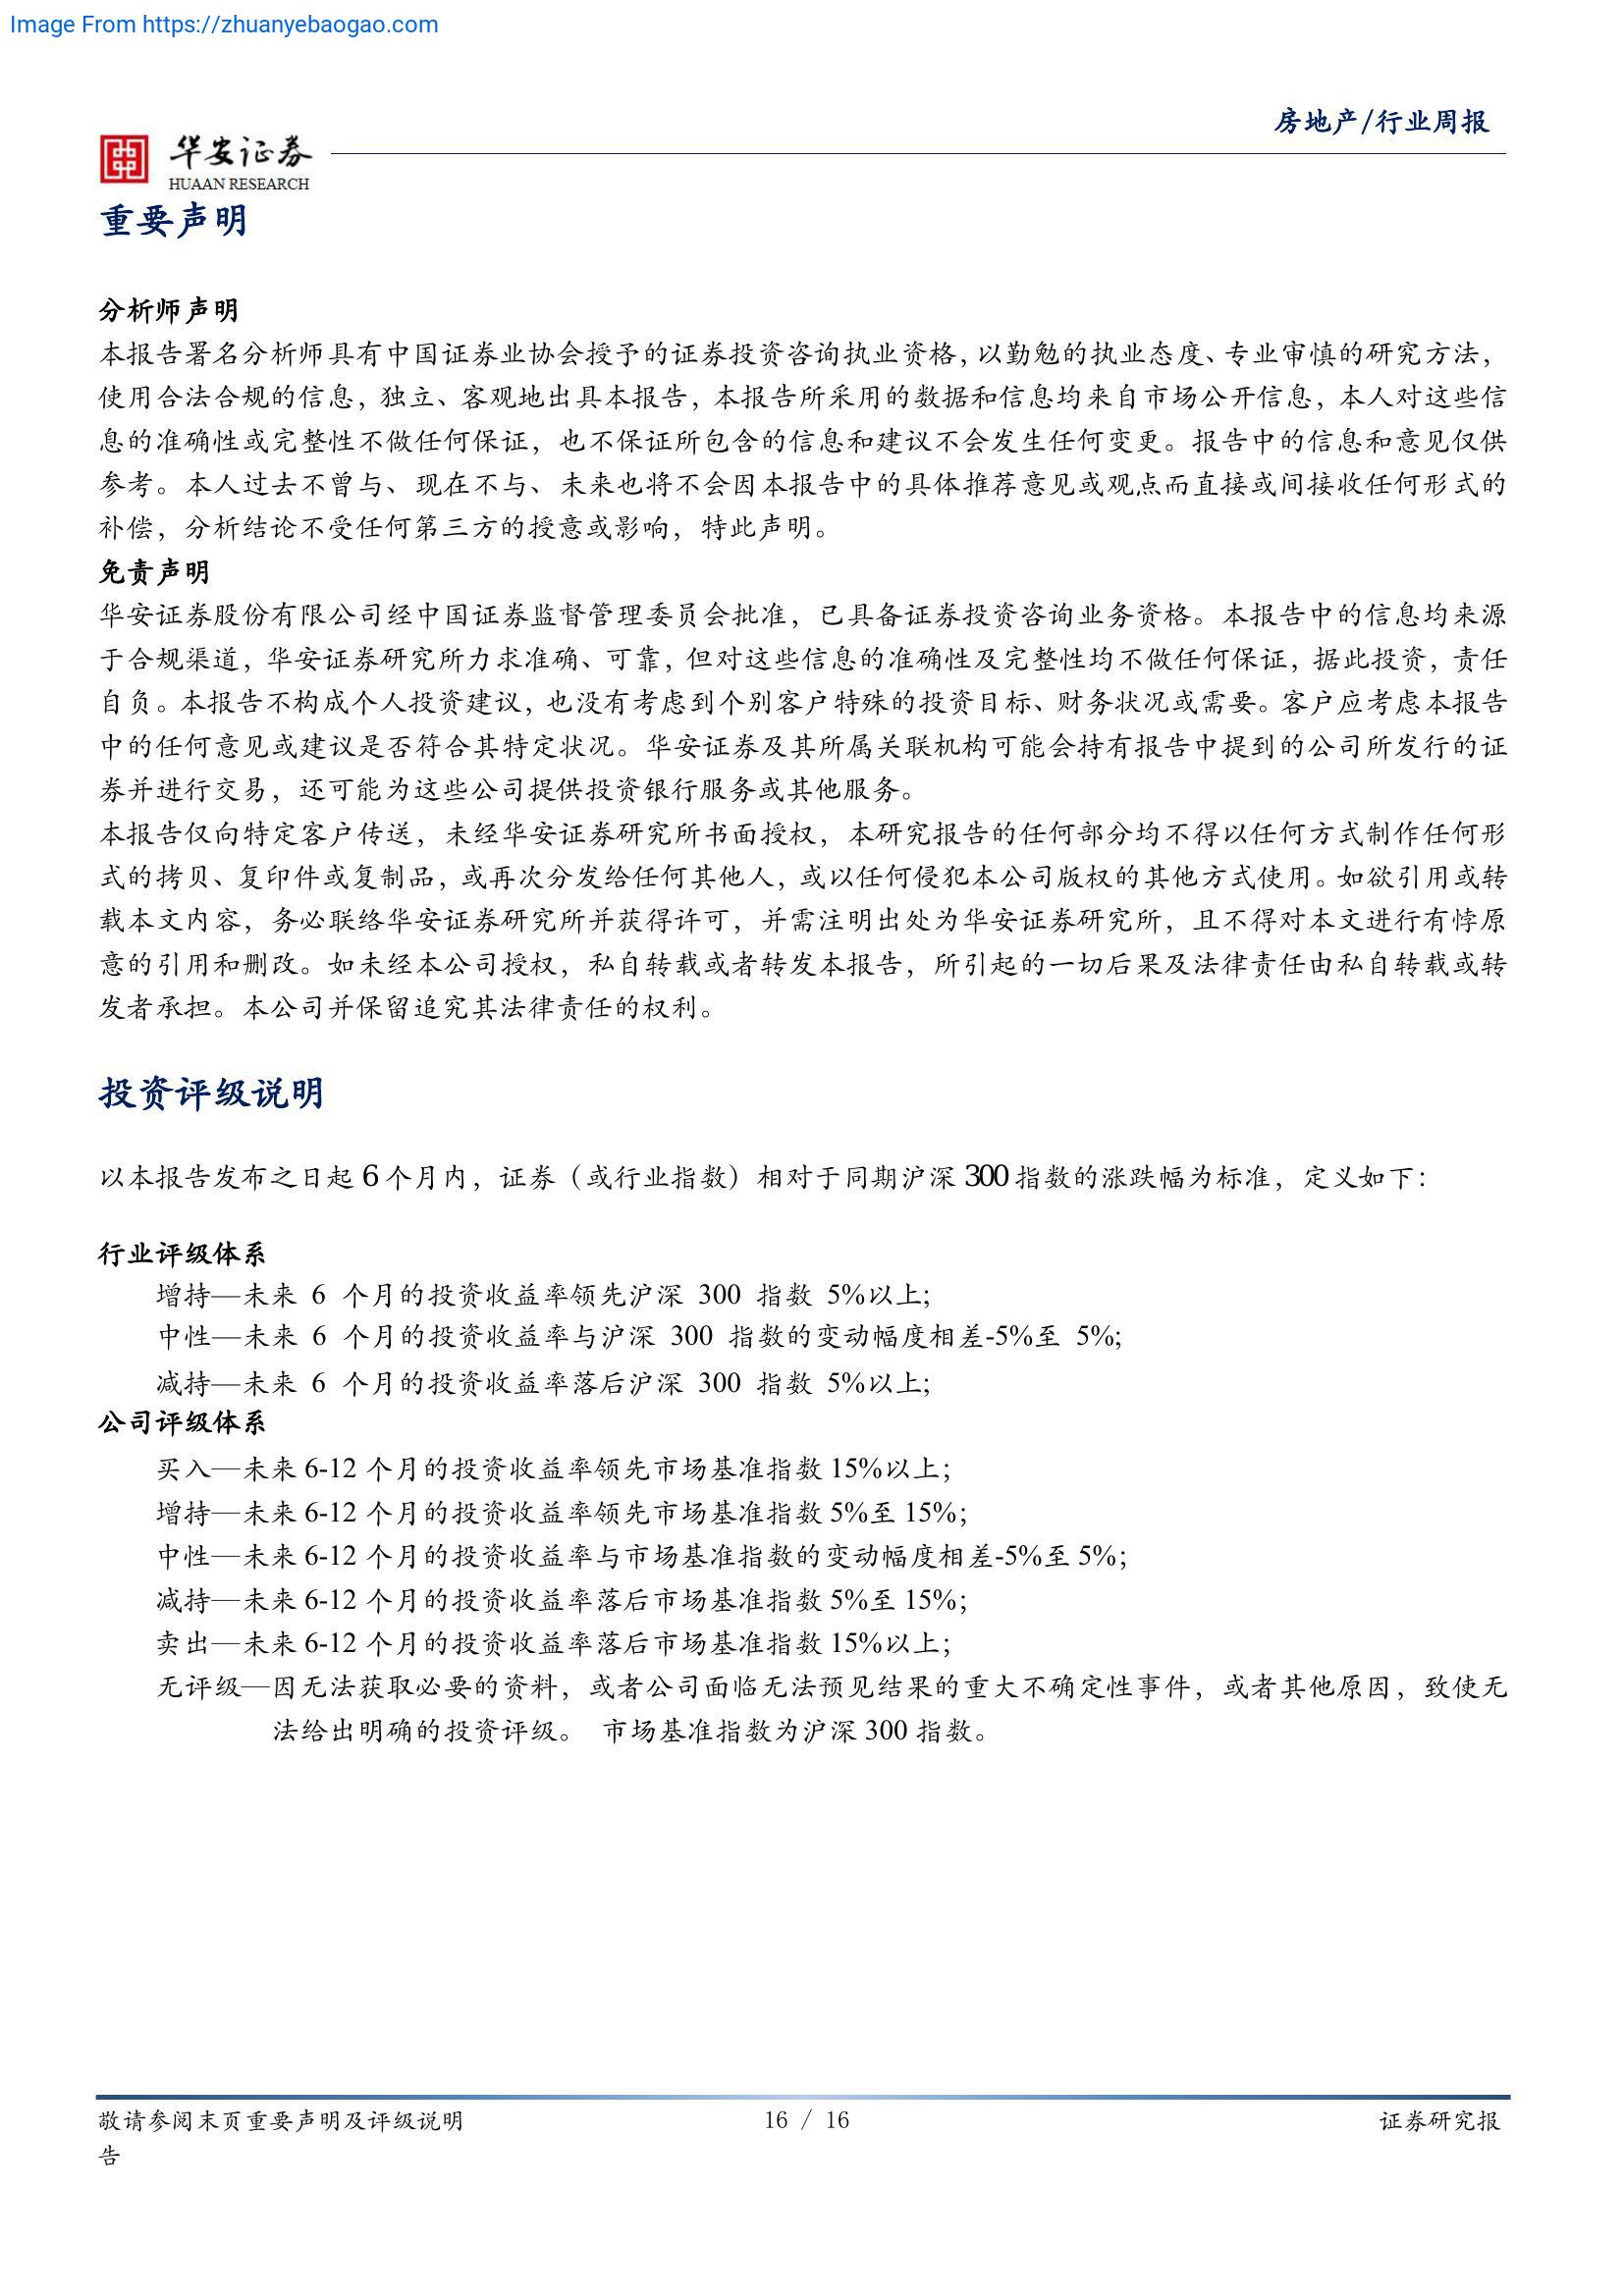 Image From https://zhuanyebaogao.com
房地产/行业周报
华安证券
HUAAN RESEARCH
重要声明
分析师声明
本报告署名分析师具有中国证券业协会授予的证券投资咨询执业资格，以勤勉的执业态度、专业审慎的研究方法，
使用合法合规的信息，独立、客观地出具本报告，本报告所采用的数据和信息均来自市场公开信息，本人对这些信
息的准确性或完整性不做任何保证，也不保证所包含的信息和建议不会发生任何变更。报告中的信息和意见仅供
参考。本人过去不曾与、现在不与、未来也将不会因本报告中的具体推荐意见或观点而直接或间接收任何形式的
补偿，分析结论不受任何第三方的授意或影响，特此声明。
免责声明
华安证券股份有限公司经中国证券监督管理委员会批准，已具备证券投资咨询业务资格。本报告中的信息均来源
于合规渠道，华安证券研究所力求准确、可靠，但对这些信息的准确性及完整性均不做任何保证，据此投资，责任
自负。本报告不构成个人投资建议，也没有考虑到个别客户特殊的投资目标、财务状况或需要。客户应考虑本报告
中的任何意见或建议是否符合其特定状况。华安证券及其所属关联机构可能会持有报告中提到的公司所发行的证
券并进行交易，还可能为这些公司提供投资银行服务或其他服务。
本报告仅向特定客户传送，未经华安证券研究所书面授权，本研究报告的任何部分均不得以任何方式制作任何形
式的拷贝、复印件或复制品，或再次分发给任何其他人，或以任何侵犯本公司版权的其他方式使用。如欲引用或转
载本文内容，务必联络华安证券研究所并获得许可，并需注明出处为华安证券研究所，且不得对本文进行有悖原
意的引用和删改。如未经本公司授权，私自转载或者转发本报告，所引起的一切后果及法律责任由私自转载或转
发者承担。本公司并保留追究其法律责任的权利。
投资评级说明
以本报告发布之日起 6 个月内，证券（或行业指数）相对于同期沪深 300 指数的涨跌幅为标准，定义如下：
行业评级体系
增持—未来 6 个月的投资收益率领先沪深 300 指数 5%以上;
中性—未来 6 个月的投资收益率与沪深 300 指数的变动幅度相差-5%至 5%;
减持—未来 6 个月的投资收益率落后沪深 300 指数 5%以上;
公司评级体系
买入—未来 6-12 个月的投资收益率领先市场基准指数 15%以上；
增持—未来 6-12 个月的投资收益率领先市场基准指数 5%至 15%；
中性—未来 6-12 个月的投资收益率与市场基准指数的变动幅度相差-5%至 5%；
减持—未来 6-12 个月的投资收益率落后市场基准指数 5%至 15%；
卖出—未来 6-12 个月的投资收益率落后市场基准指数 15%以上；
无评级—因无法获取必要的资料，或者公司面临无法预见结果的重大不确定性事件，或者其他原因，致使无
法给出明确的投资评级。 市场基准指数为沪深 300 指数。
敬请参阅末页重要声明及评级说明 16 / 16 证券研究报
告